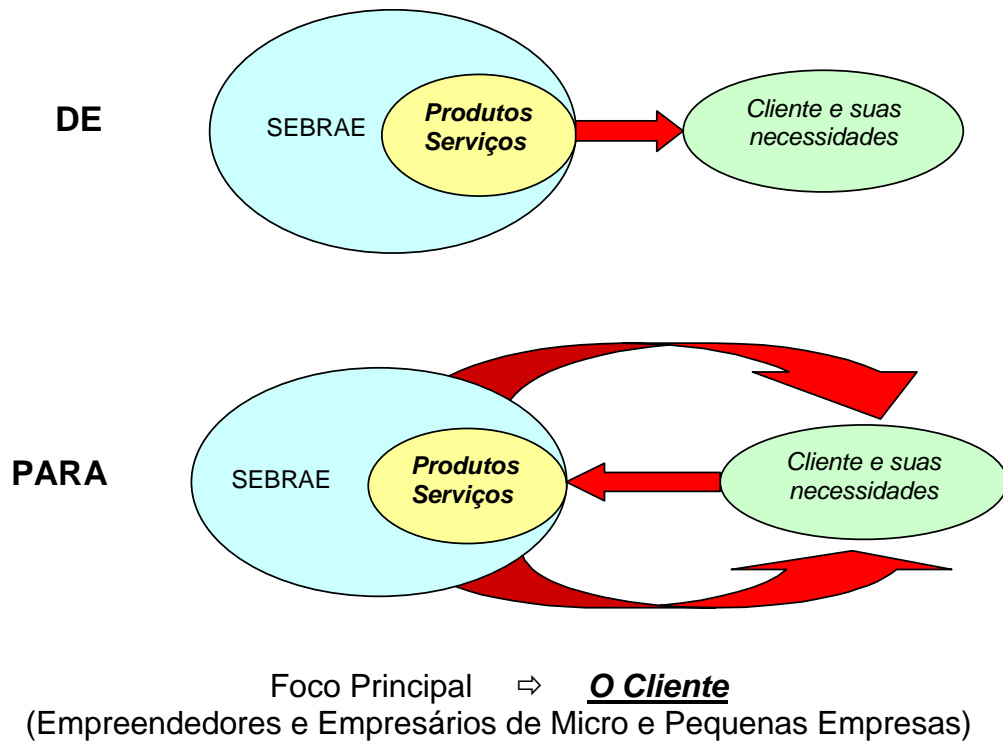 DE
SEBRAE
Produtos
Serviços
Cliente e suas
necessidades
PARA
SEBRAE
Produtos
Serviços
Cliente e suas
necessidades
Foco Principal ⇨ O Cliente
(Empreendedores e Empresários de Micro e Pequenas Empresas)